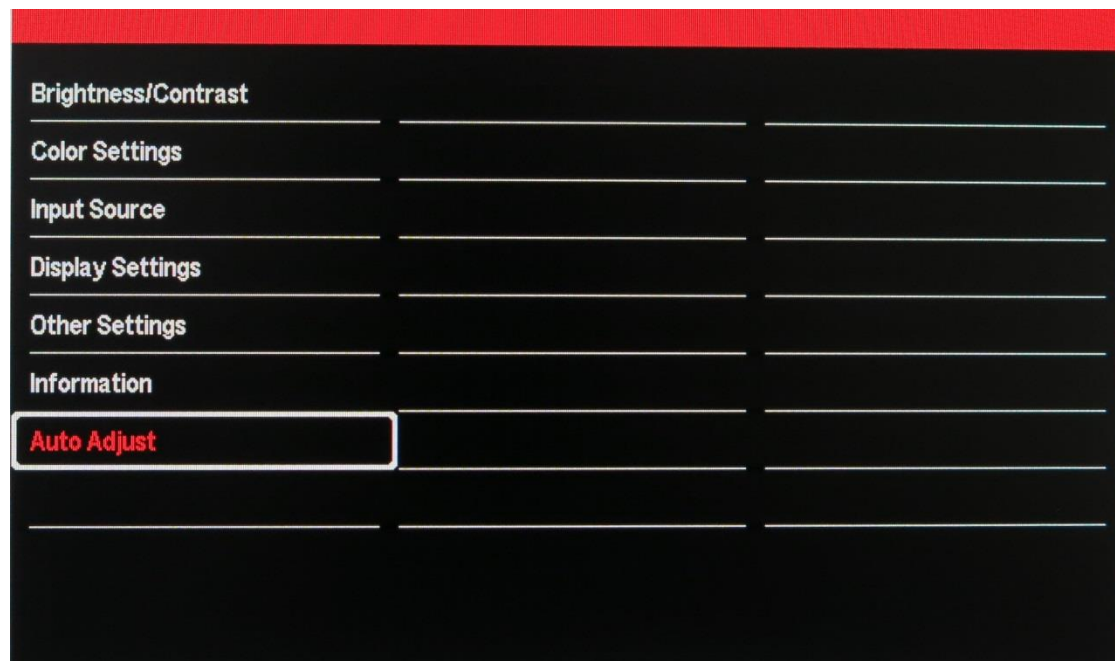 Brightness/Contrast
Color Settings
Input Source
Display Settings
Other Settings
Information
Auto Adjust